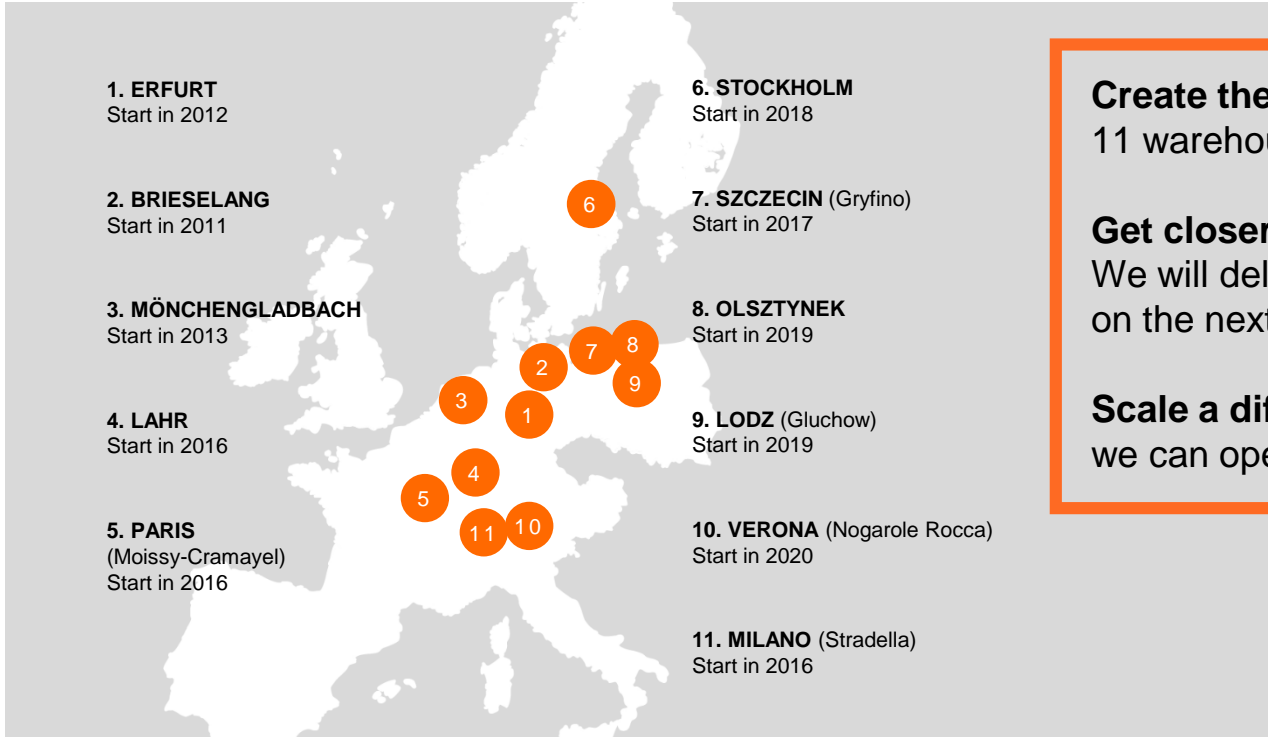 1. ERFURT
Start in 2012
2. BRIESELANG
Start in 2011
3. MÖNCHENGLADBACH
Start in 2013
4. LAHR
Start in 2016
5. PARIS
(Moissy-Cramayel)
Start in 2016
6. STOCKHOLM
Start in 2018
7. SZCZECIN (Gryfino)
Start in 2017
8. OLSZTYNEK
Start in 2019
9. LODZ (Gluchow)
Start in 2019
10. VERONA (Nogarole Rocca)
Start in 2020
11. MILANO (Stradella)
Start in 2016
6
7
8
2
9
3
1
4
5
11
10
Create the
11
Get closer
We will
on the next
Scale a
we can